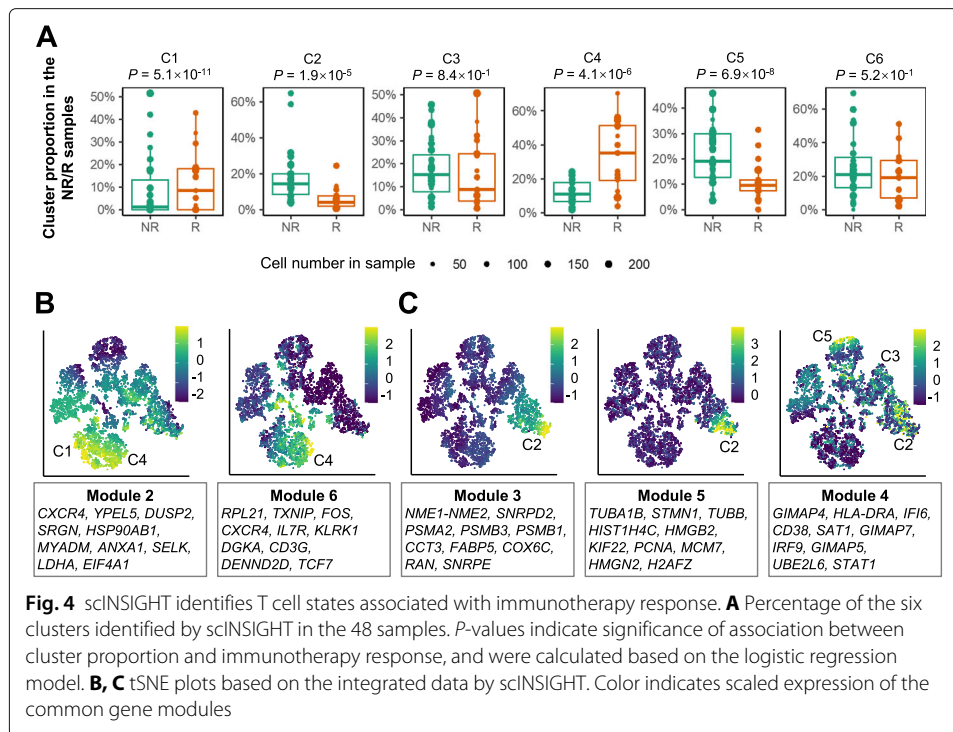 A
Cluster proportion in the
NR/R samples
C1
P = 5.1×10-11
50%
40%
30%
20%
10%
0%
NR R
C2
P = 1.9×10-5
60%
40%
20%
0%
NR R
C3
P = 8.4×10-1
50%
40%
30%
20%
10%
0%
NR R
C4
P = 4.1×10-6
60%
40%
20%
0%
NR R
C5
P = 6.9×10-8
40%
30%
20%
10%
0%
NR R
C6
P = 5.2×10-1
60%
40%
20%
0%
NR R
Cell number in sample • 50 • 100 • 150 • 200
B
1
0
-1
-2
C1
C4
Module 2
CXCR4, YPEL5, DUSP2,
SRGN, HSP90AB1,
MYADM, ANXA1, SELK,
LDHA, EIF4A1
2
1
0
-1
C4
Module 6
RPL21, TXNIP, FOS,
CXCR4, IL7R, KLRK1
DGKA, CD3G,
DENND2D, TCF7
C
3
2
1
0
-1
C2
Module 3
NME1-NME2, SNRPD2,
PSMA2, PSMB3, PSMB1,
CCT3, FABP5, COX6C,
RAN, SNRPE
3
2
1
0
C2
Module 5
TUBA1B, STMN1, TUBB,
HIST1H4C, HMGB2,
KIF22, PCNA, MCM7,
HMGN2, H2AFZ
C5
C3
2
1
0
-1
C2
Module 4
GIMAP4, HLA-DRA, IFI6,
CD38, SAT1, GIMAP7,
IRF9, GIMAP5,
UBE2L6, STAT1
Fig. 4 scINSIGHT identifies T cell states associated with immunotherapy response. A Percentage of the six
clusters identified by scINSIGHT in the 48 samples. P-values indicate significance of association between
cluster proportion and immunotherapy response, and were calculated based on the logistic regression
model. B, C tSNE plots based on the integrated data by scINSIGHT. Color indicates scaled expression of the
common gene modules